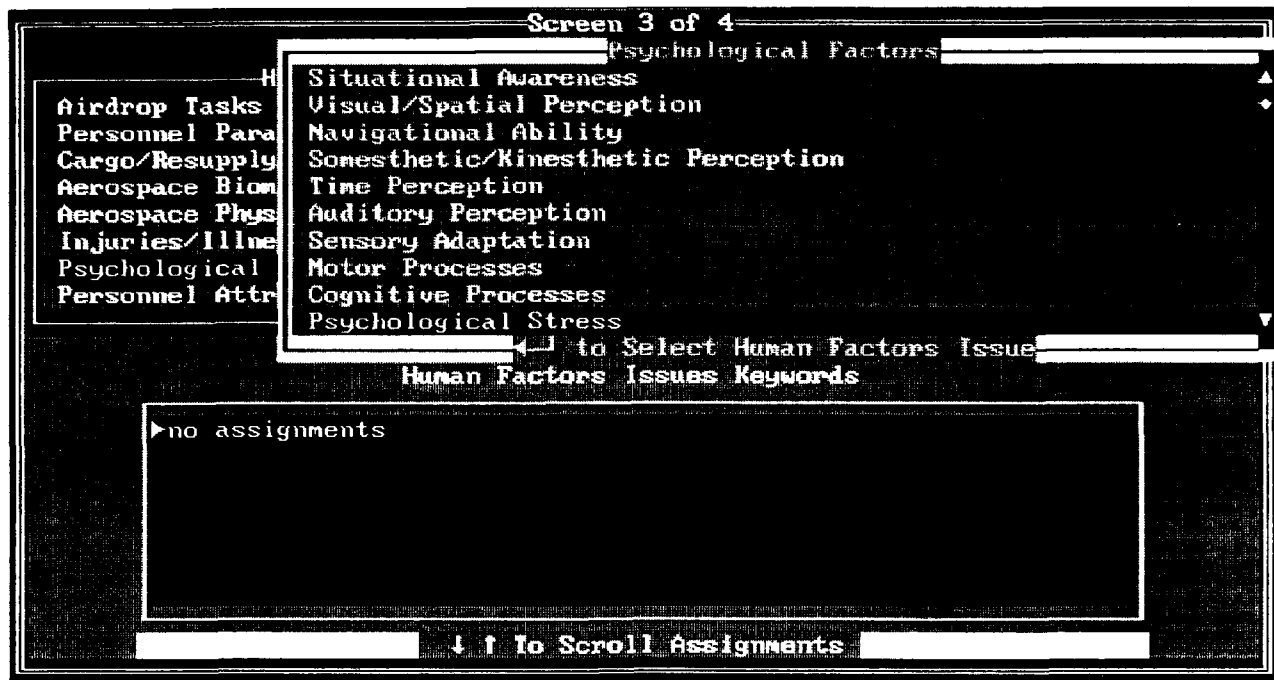 Screen 3 of 4
Psychological Factors
H
Situational Awareness
Airdrop Tasks
Visual/Spatial Perception
Personnel Para
Navigational Ability
Cargo/Resupply
Somesthetic/Kinesthetic Perception
Aerospace Biom
Time Perception
Aerospace Phys
Auditory Perception
Injuries/Illne
Sensory Adaptation
Psychological
Motor Processes
Personnel Attr
Cognitive Processes
Psychological Stress
◄─┘ to Select Human Factors Issue
Human Factors Issues Keywords
►no assignments
↓ ↑ To Scroll Assignments